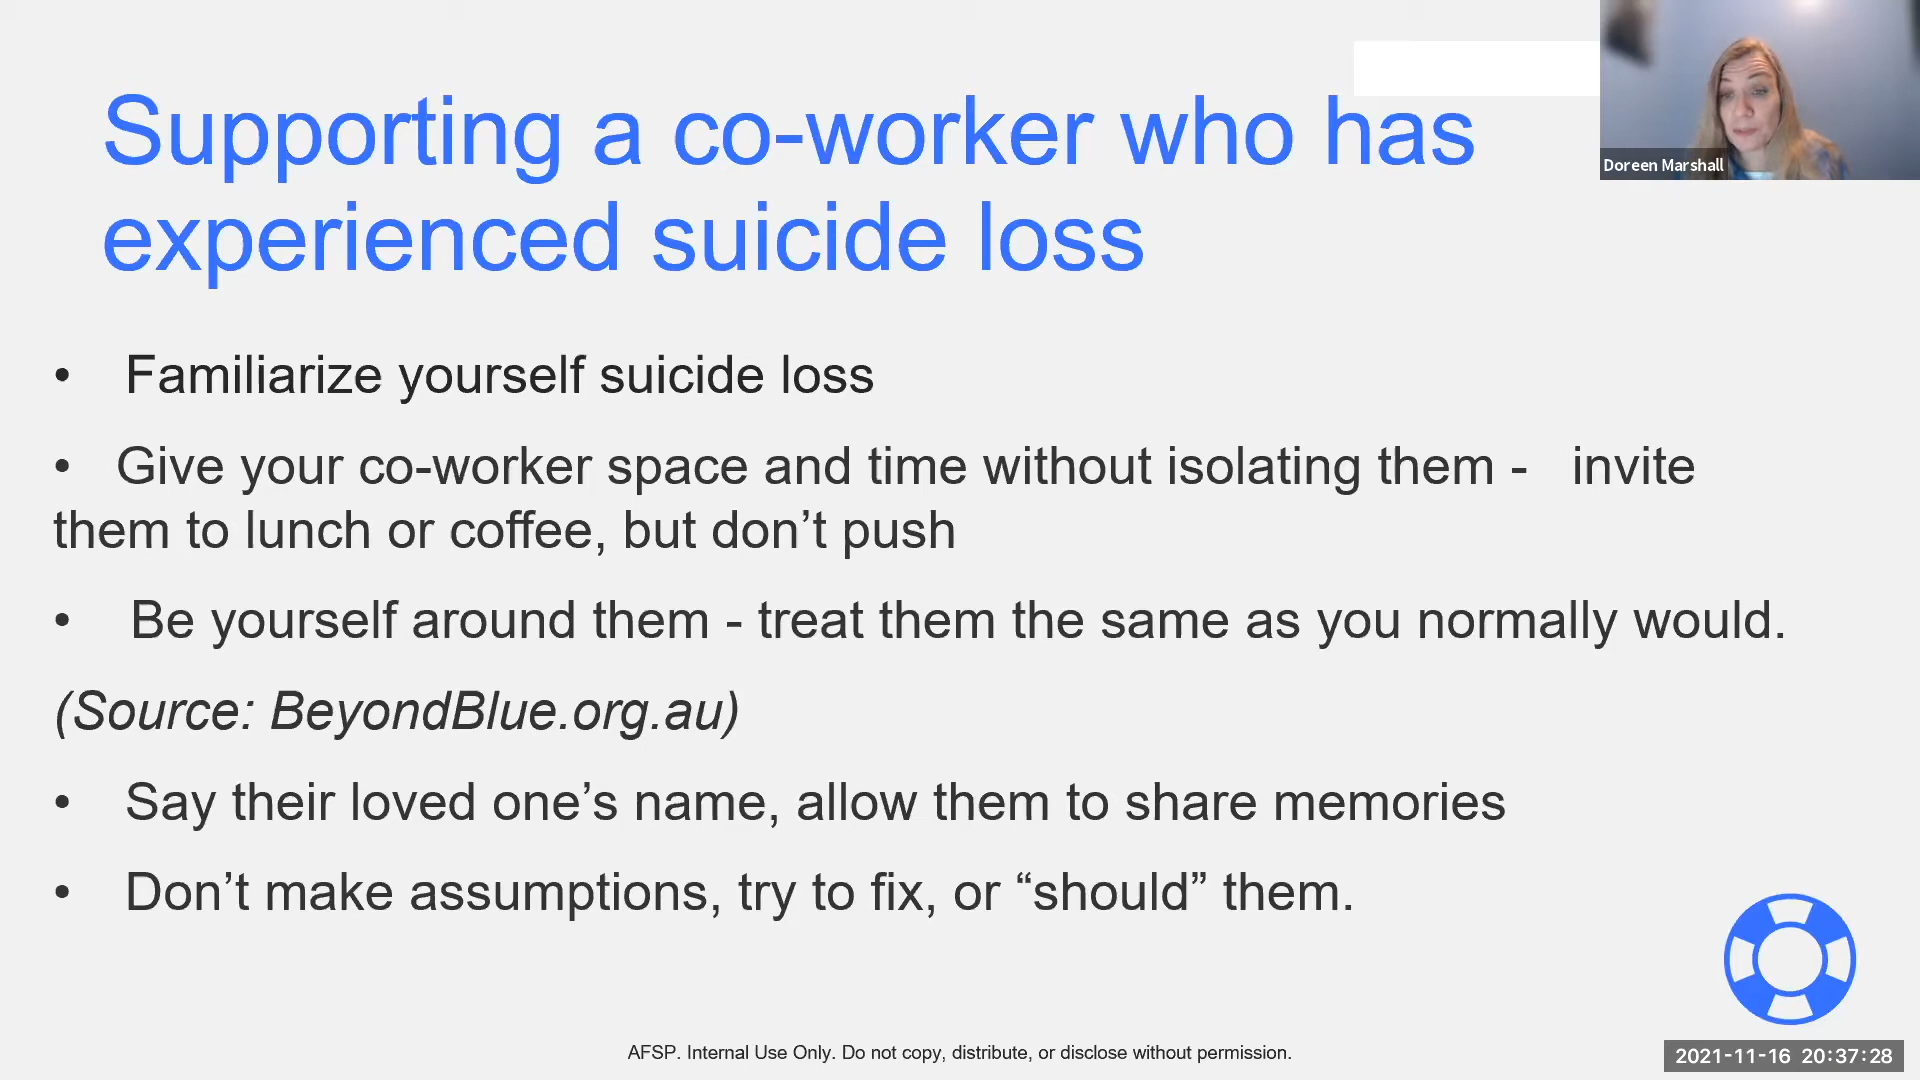 Supporting a co-worker who has
experienced suicide loss
Doreen Marshall
• Familiarize yourself suicide loss
• Give your co-worker space and time without isolating them - invite
them to lunch or coffee, but don’t push
• Be yourself around them - treat them the same as you normally would.
(Source: BeyondBlue.org.au)
• Say their loved one’s name, allow them to share memories
• Don’t make assumptions, try to fix, or “should” them.
AFSP. Internal Use Only. Do not copy, distribute, or disclose without permission.
2021-11-16 20:37:28